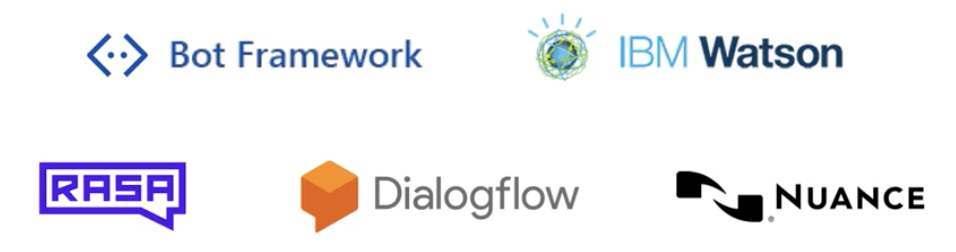 Bot Framework
IBM Watson
RASA
Dialogflow
NUANCE
®